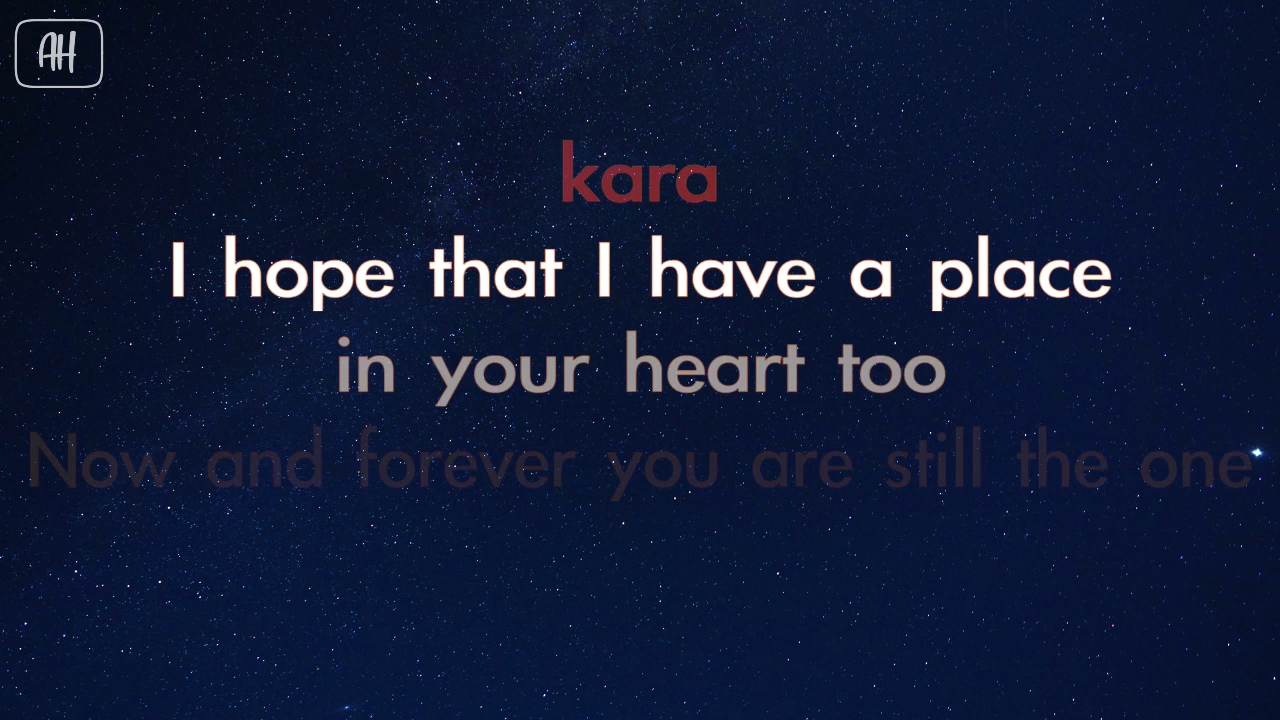 AH
kara
I hope that I have a place
in your heart too
Now and forever you are still the one